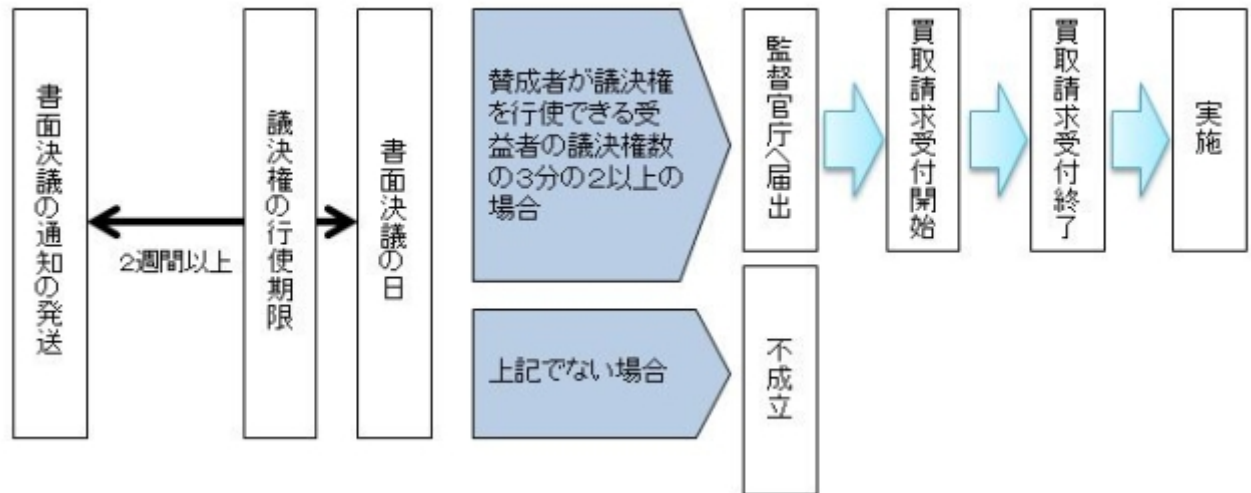 書面決議の通知の発送
2週間以上
議決権の行使期限
書面決議の日
賛成者が議決権
を行使できる受
益者の議決権数
の3分の2以上の
場合
監督官庁へ届出
買取請求受付開始
買取請求受付終了
実施
上記でない場合
不成立